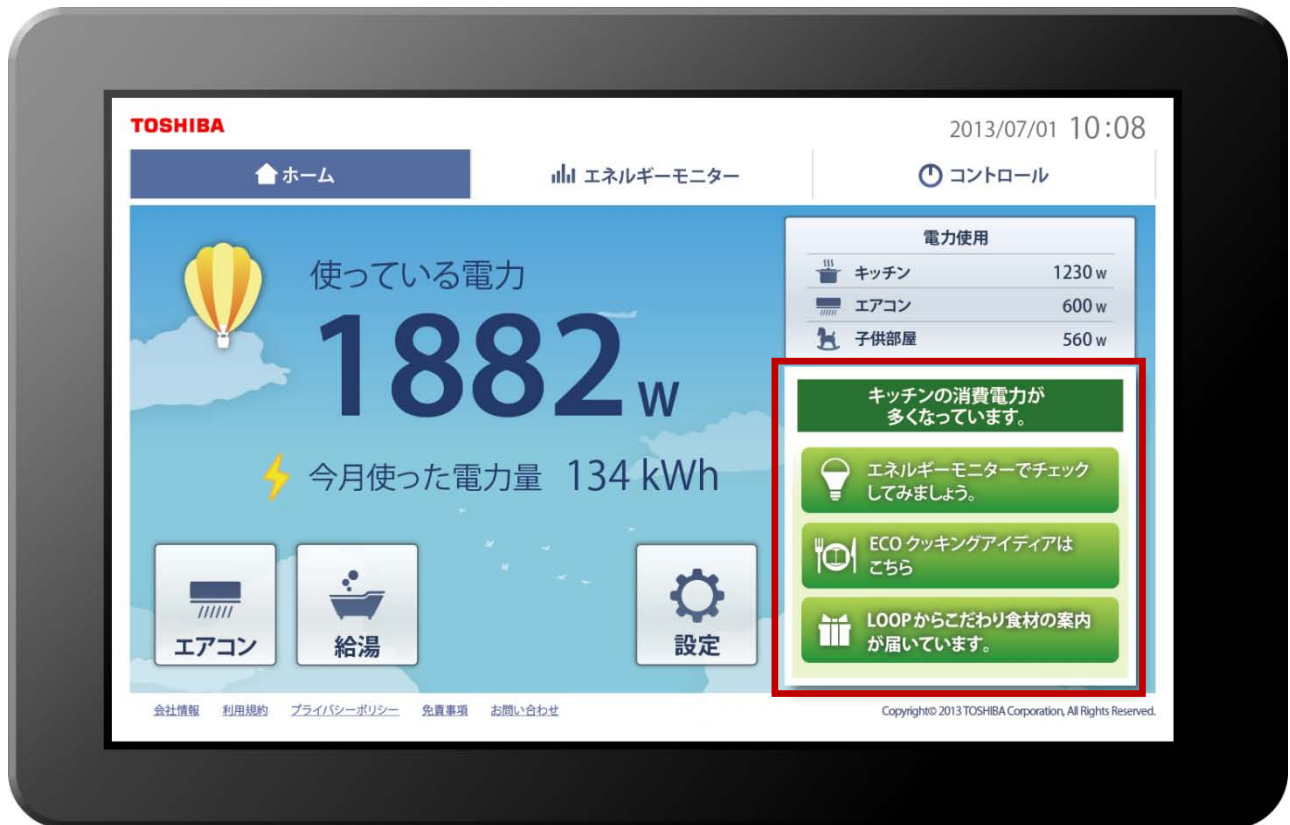 TOSHIBA
2013/07/01 10:08
ホーム
エネルギーモニター
コントロール
使っている電力
1882 w
今月使った電力量 134 kWh
電力使用
キッチン 1230 w
エアコン 600 w
子供部屋 560 w
キッチンの消費電力が
多くなっています。
エネルギーモニターでチェック
してみましょう。
ECO クッキングアイディアは
こちら
LOOPからこだわり食材の案内
が届いています。
エアコン
給湯
設定
会社情報 利用規約 プライバシーポリシー 免責事項 お問い合わせ
Copyright© 2013 TOSHIBA Corporation, All Rights Reserved.